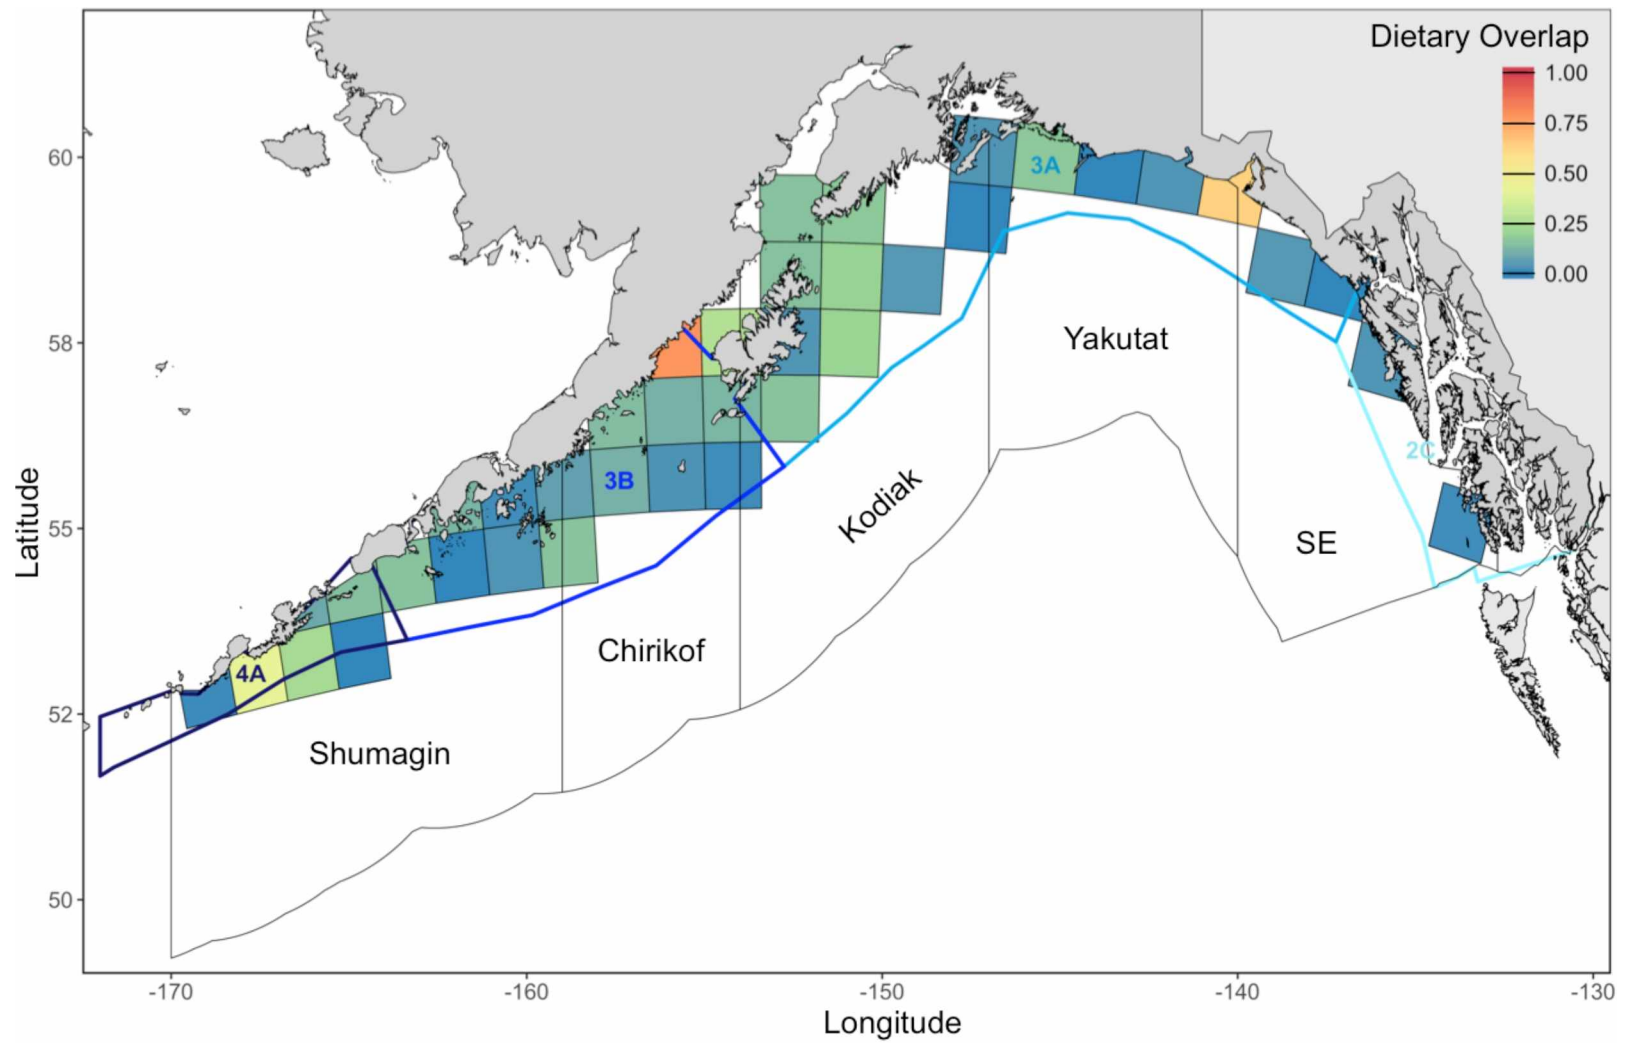 Dietary Overlap
1.00
0.75
0.50
0.25
0.00
60
58
55
52
50
Latitude
3A
Yakutat
2C
3B
Kodiak
SE
Chirikof
4A
Shumagin
-170
-160
-150
-140
-130
Longitude